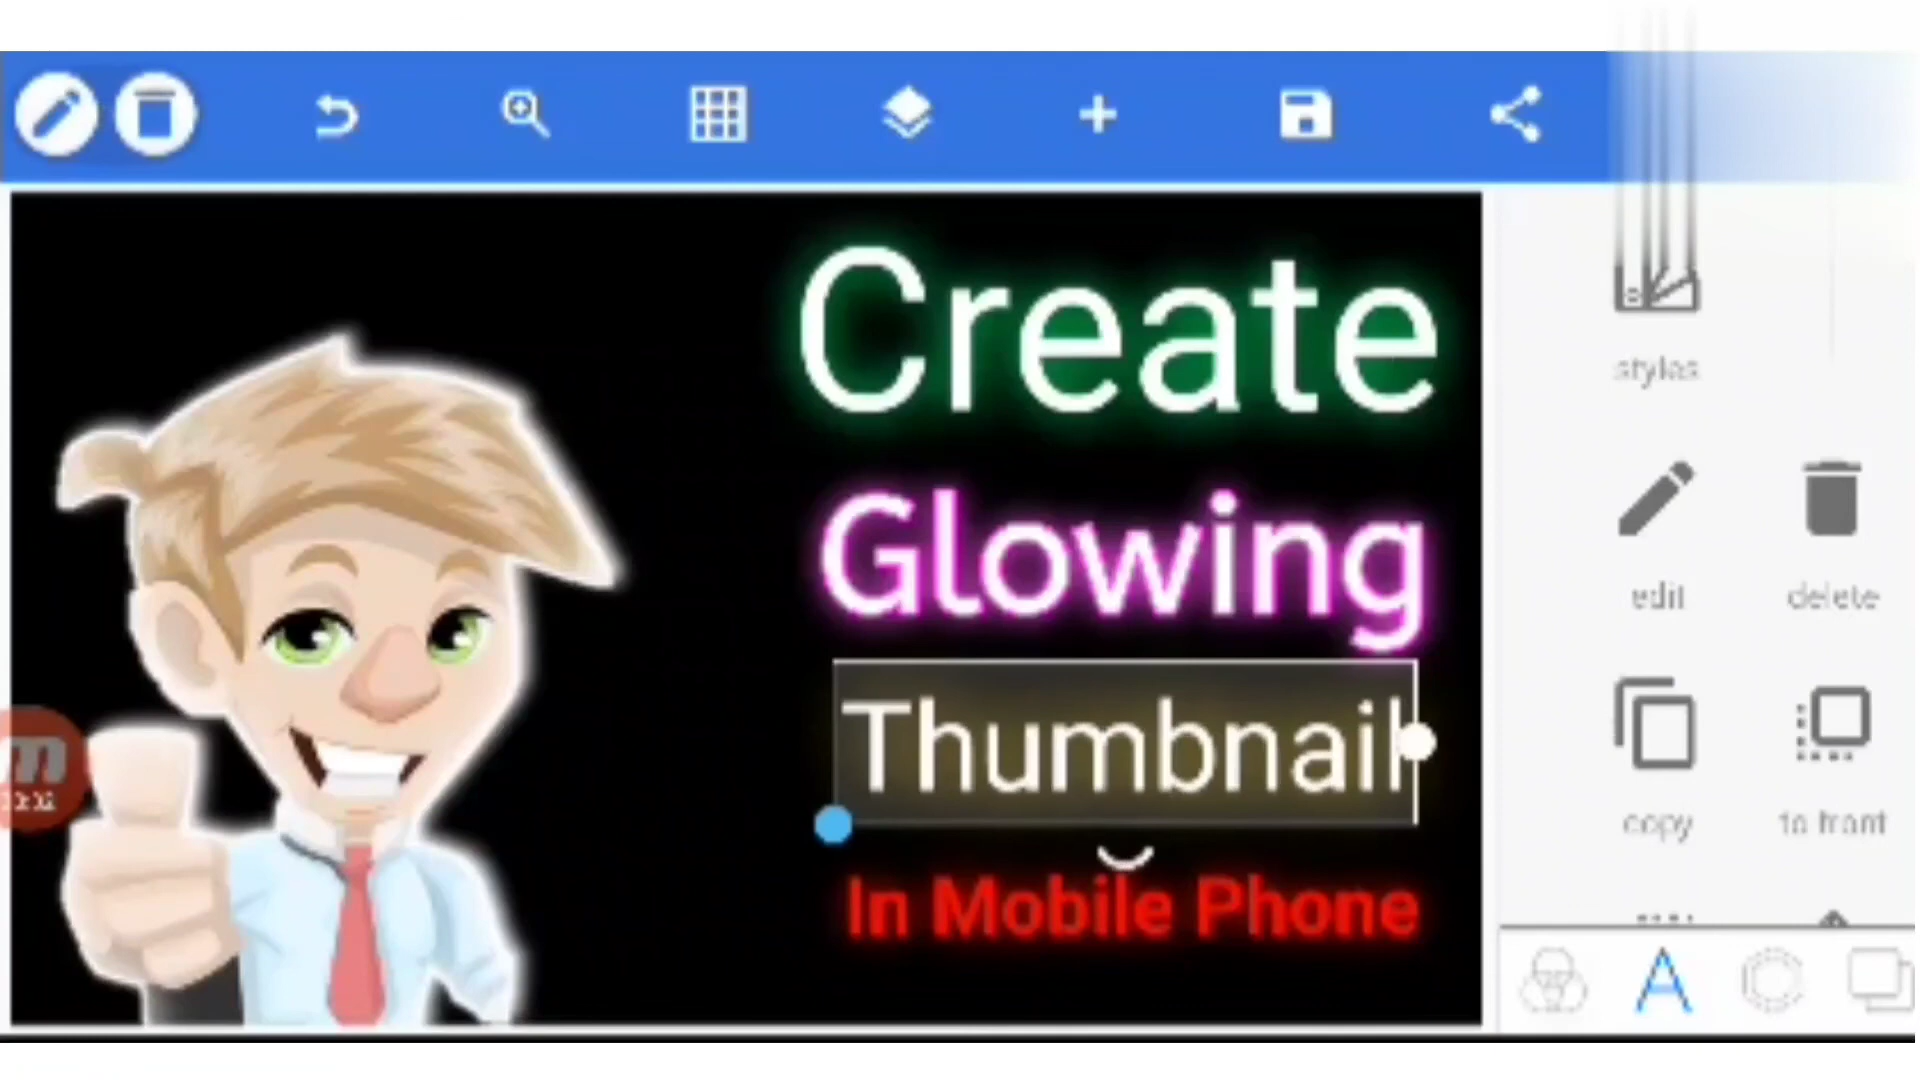 Create
styles
Glowing
edit delete
Thumbnail
copy to front
In Mobile Phone